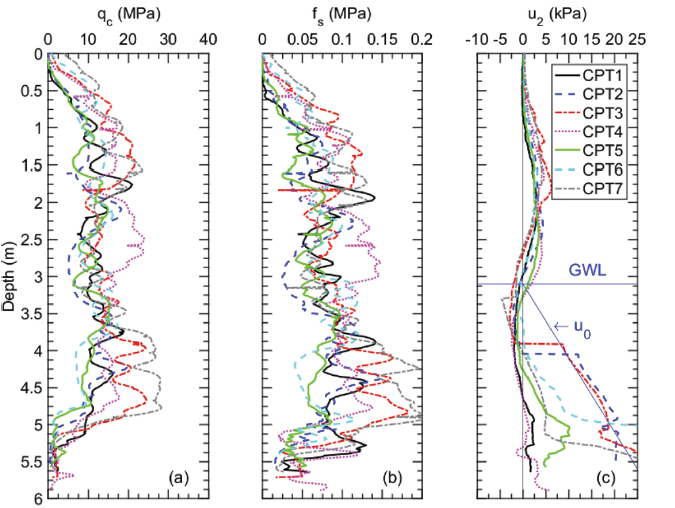 q_c (MPa) f_s (MPa) u_2 (kPa)
0 10 20 30 40 0 0.05 0.1 0.15 0.2 -10 -5 0 5 10 15 20 25
Depth (m)
0
0.5
1
1.5
2
2.5
3
3.5
4
4.5
5
5.5
6
CPT1
CPT2
CPT3
CPT4
CPT5
CPT6
CPT7
GWL
← u_0
(a) (b) (c)